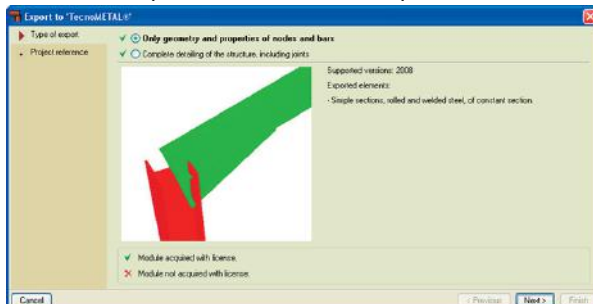 Export to 'TecnoMETAL®'
Type of export
Only geometry and properties of nodes and bars
Project reference
Complete detailing of the structure, including joints
Supported versions: 2008
Exported elements:
- Simple sections, rolled and welded steel, of constant section.
Module acquired with license.
Module not acquired with license.
Cancel
< Previous
Next >
Finish